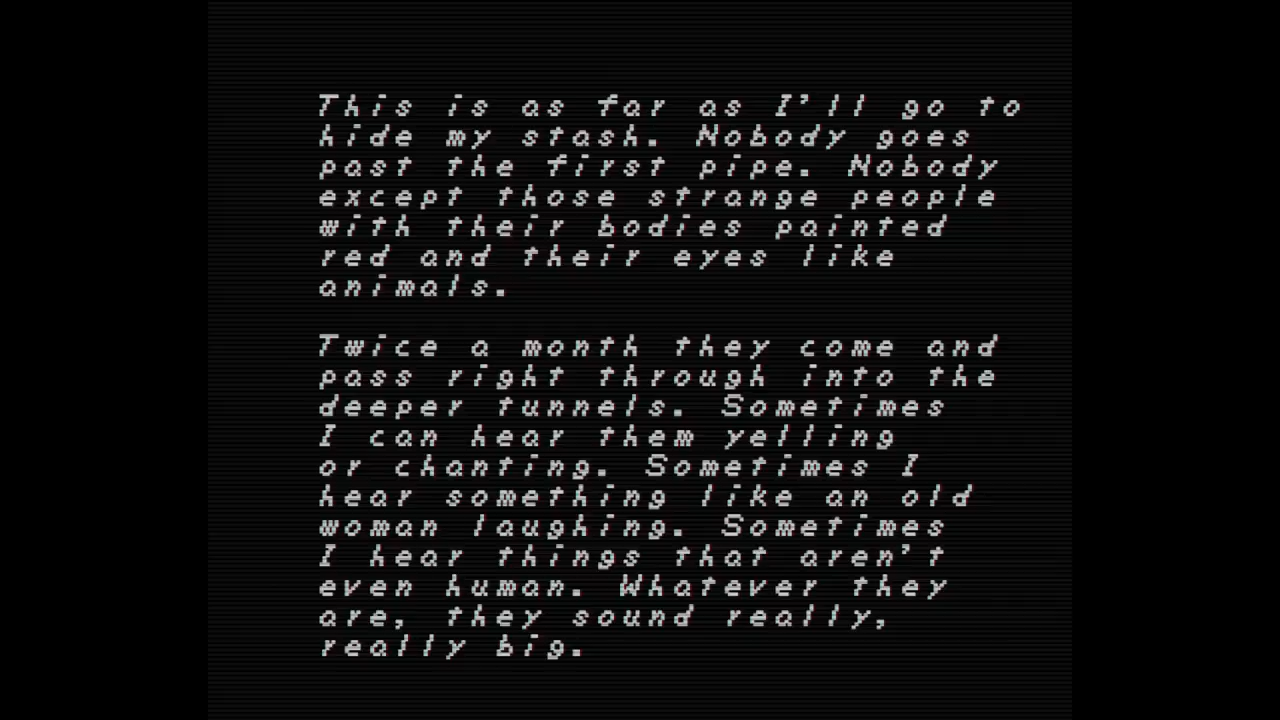 This is as far as I'll go to
hide my stash. Nobody goes
past the first pipe. Nobody
except those strange people
with their bodies painted
red and their eyes like
animals.
Twice a month they come and
pass right through into the
deeper tunnels. Sometimes
I can hear them yelling
or chanting. Sometimes I
hear something like an old
woman laughing. Sometimes
I hear things that aren't
even human. Whatever they
are, they sound really,
really big.